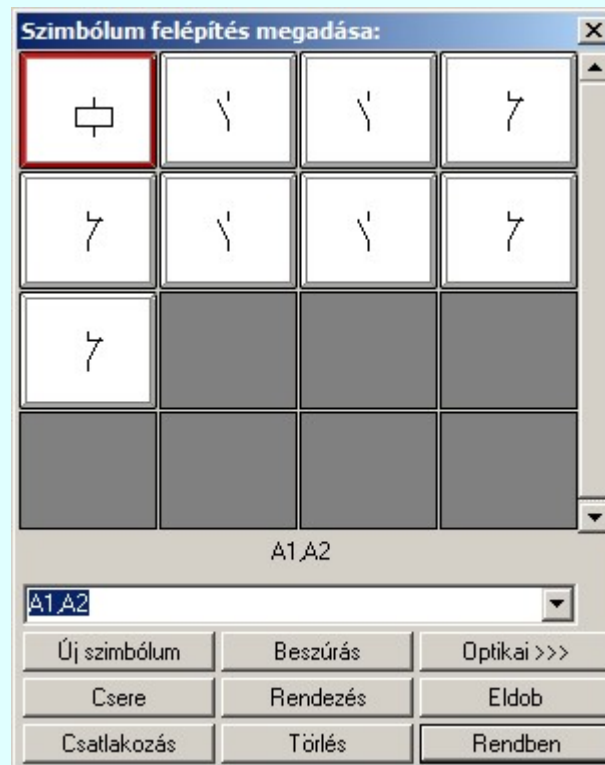 Szimbólum felépítés megadása:
A1,A2
A1,A2
Új szimbólum Beszúrás Optikai >>>
Csere Rendezés Eldob
Csatlakozás Törlés Rendben